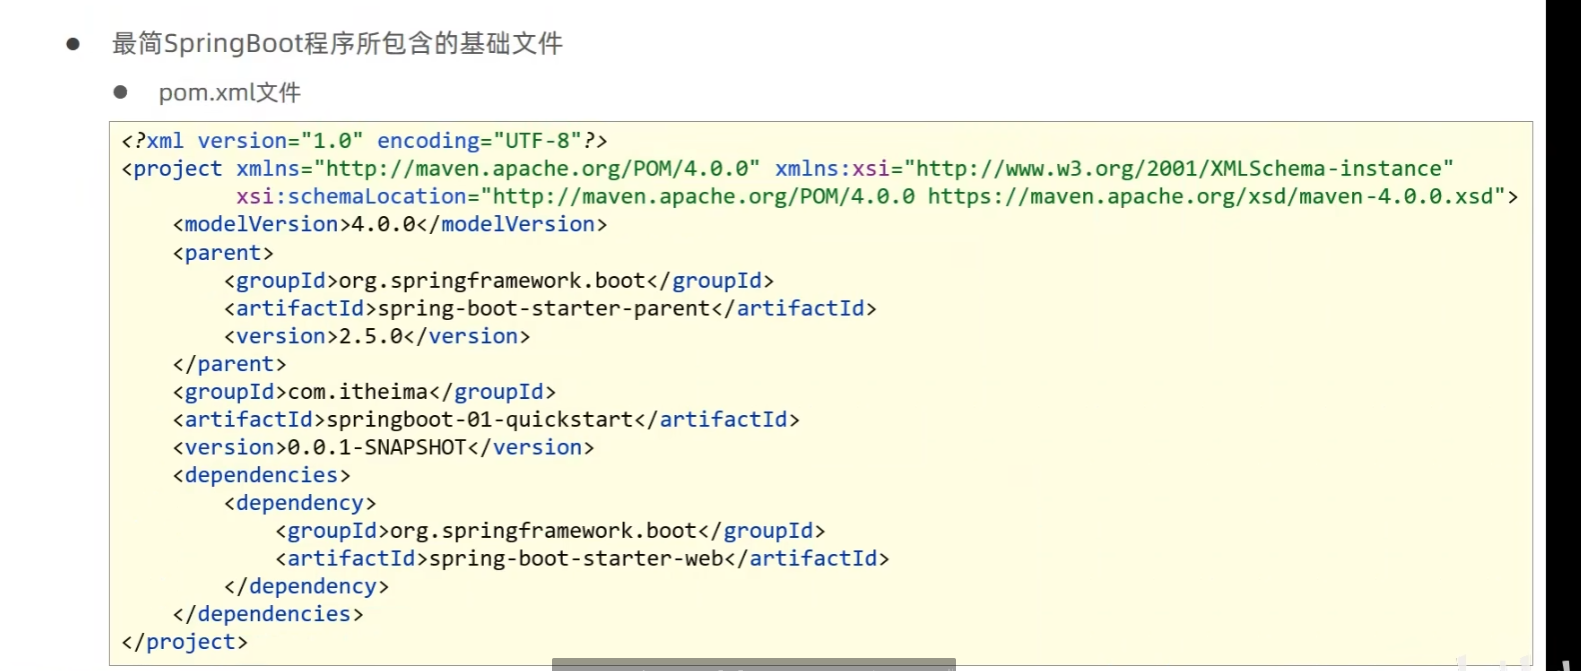 最简SpringBoot程序所包含的基础文件
pom.xml文件
<?xml version="1.0" encoding="UTF-8"?>
<project xmlns="http://maven.apache.org/POM/4.0.0" xmlns:xsi="http://www.w3.org/2001/XMLSchema-instance"
xsi:schemaLocation="http://maven.apache.org/POM/4.0.0 https://maven.apache.org/xsd/maven-4.0.0.xsd">
<modelVersion>4.0.0</modelVersion>
<parent>
<groupId>org.springframework.boot</groupId>
<artifactId>spring-boot-starter-parent</artifactId>
<version>2.5.0</version>
</parent>
<groupId>com.itheima</groupId>
<artifactId>springboot-01-quickstart</artifactId>
<version>0.0.1-SNAPSHOT</version>
<dependencies>
<dependency>
<groupId>org.springframework.boot</groupId>
<artifactId>spring-boot-starter-web</artifactId>
</dependency>
</dependencies>
</project>